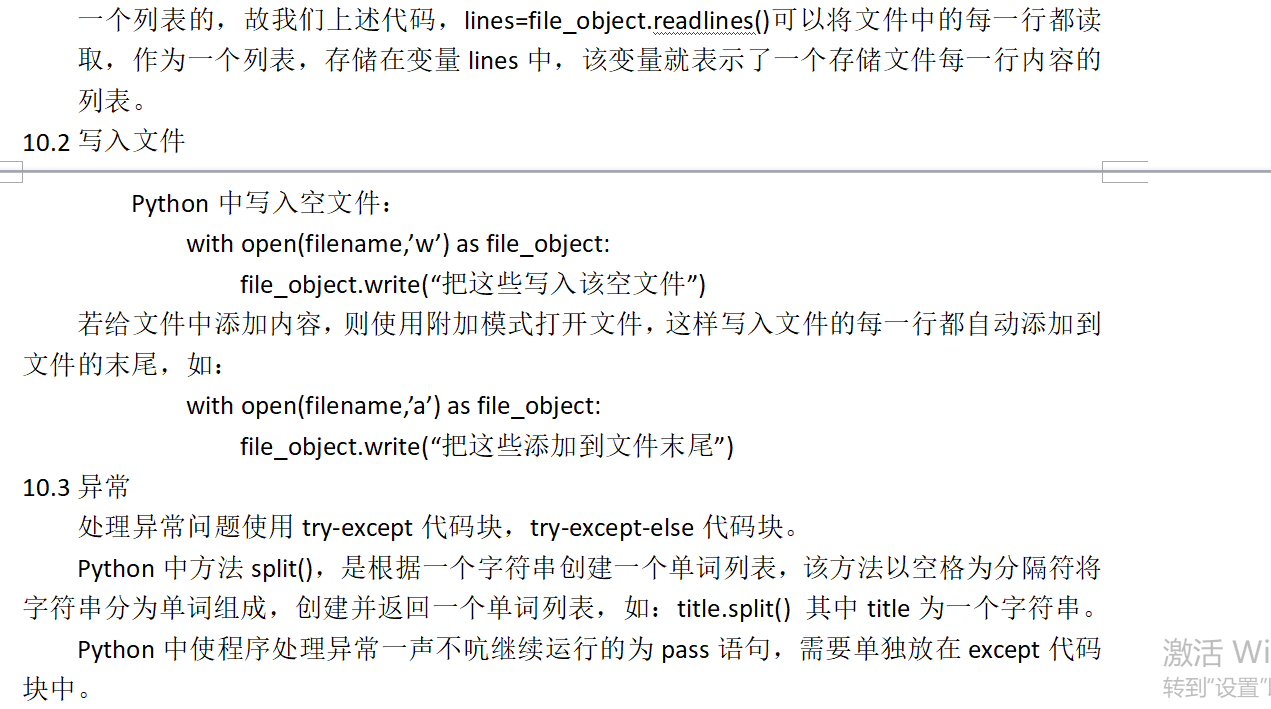 一个列表的，故我们上述代码，lines=file_object.readlines()可以将文件中的每一行都读
取，作为一个列表，存储在变量 lines 中，该变量就表示了一个存储文件每一行内容的
列表。
10.2 写入文件
Python 中写入空文件：
with open(filename,’w’) as file_object:
file_object.write(“把这些写入该空文件”)
若给文件中添加内容，则使用附加模式打开文件，这样写入文件的每一行都自动添加到
文件的末尾，如：
with open(filename,’a’) as file_object:
file_object.write(“把这些添加到文件末尾”)
10.3 异常
处理异常问题使用 try-except 代码块，try-except-else 代码块。
Python 中方法 split()，是根据一个字符串创建一个单词列表，该方法以空格为分隔符将
字符串分为单词组成，创建并返回一个单词列表，如：title.split() 其中 title 为一个字符串。
Python 中使程序处理异常一声不吭继续运行的为 pass 语句，需要单独放在 except 代码
块中。
激活 Wi
转到“设置”